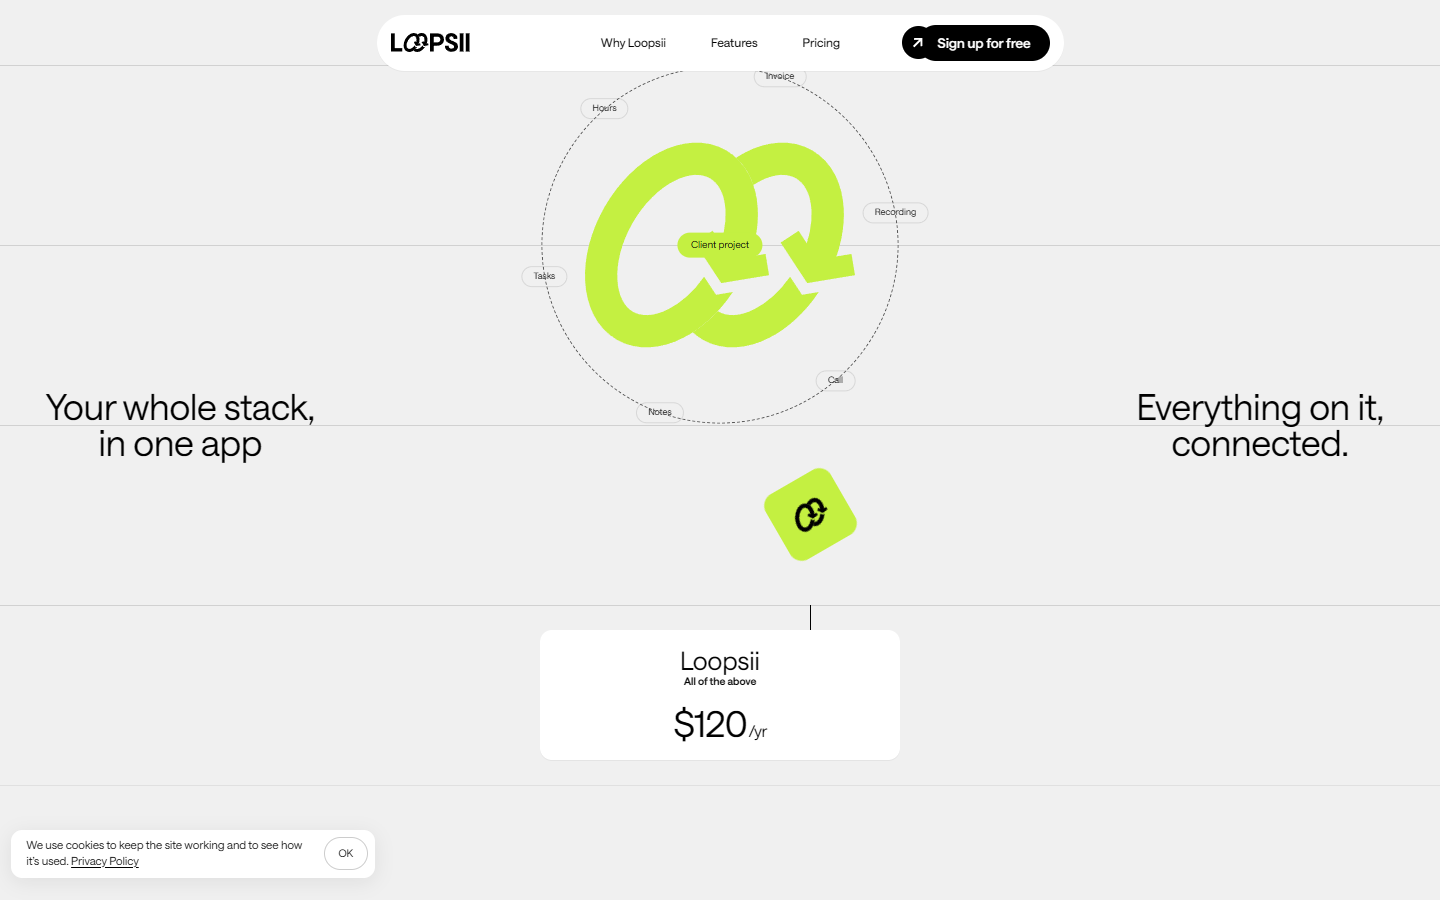 LOOPSII
Why Loopsii
Features
Pricing
Sign up for free
Invoice
Hours
Recording
Client project
Tasks
Call
Notes
Your whole stack,
in one app
Everything on it,
connected.
Loopsii
All of the above
$120/yr
We use cookies to keep the site working and to see how
it's used. Privacy Policy
OK